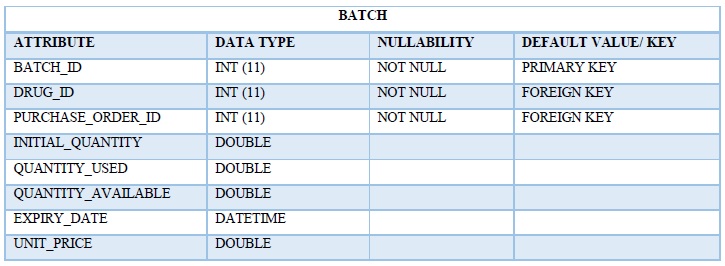 BATCH
ATTRIBUTE DATA TYPE NULLABILITY DEFAULT VALUE/ KEY
BATCH_ID INT (11) NOT NULL PRIMARY KEY
DRUG_ID INT (11) NOT NULL FOREIGN KEY
PURCHASE_ORDER_ID INT (11) NOT NULL FOREIGN KEY
INITIAL_QUANTITY DOUBLE
QUANTITY_USED DOUBLE
QUANTITY_AVAILABLE DOUBLE
EXPIRY_DATE DATETIME
UNIT_PRICE DOUBLE